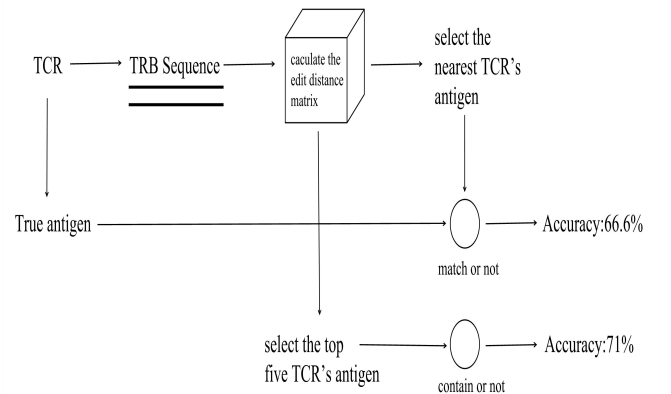 TCR
TRB Sequence
caculate the
edit distance
matrix
select the
nearest TCR's
antigen
True antigen
Accuracy:66.6%
match or not
select the top
five TCR's antigen
Accuracy:71%
contain or not